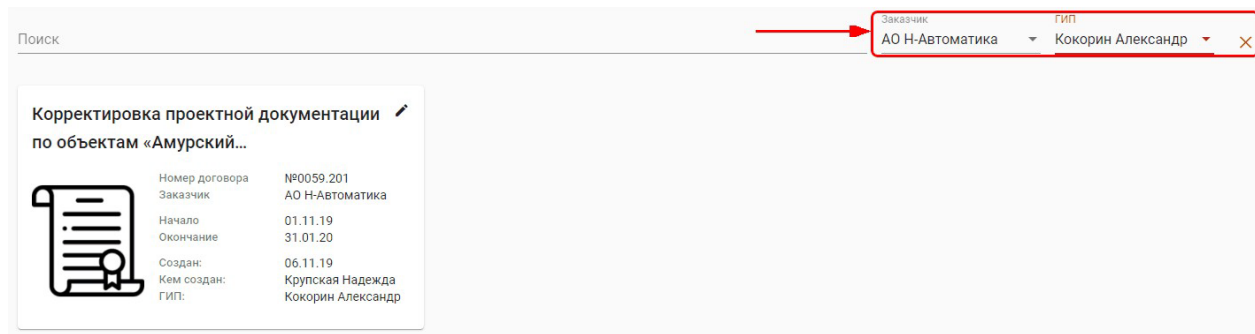 Заказчик ГИП
Поиск АО Н-Автоматика Кокорин Александр
Корректировка проектной документации
по объектам «Амурский...
Номер договора №0059.201
Заказчик АО Н-Автоматика
Начало 01.11.19
Окончание 31.01.20
Создан: 06.11.19
Кем создан: Крупская Надежда
ГИП: Кокорин Александр